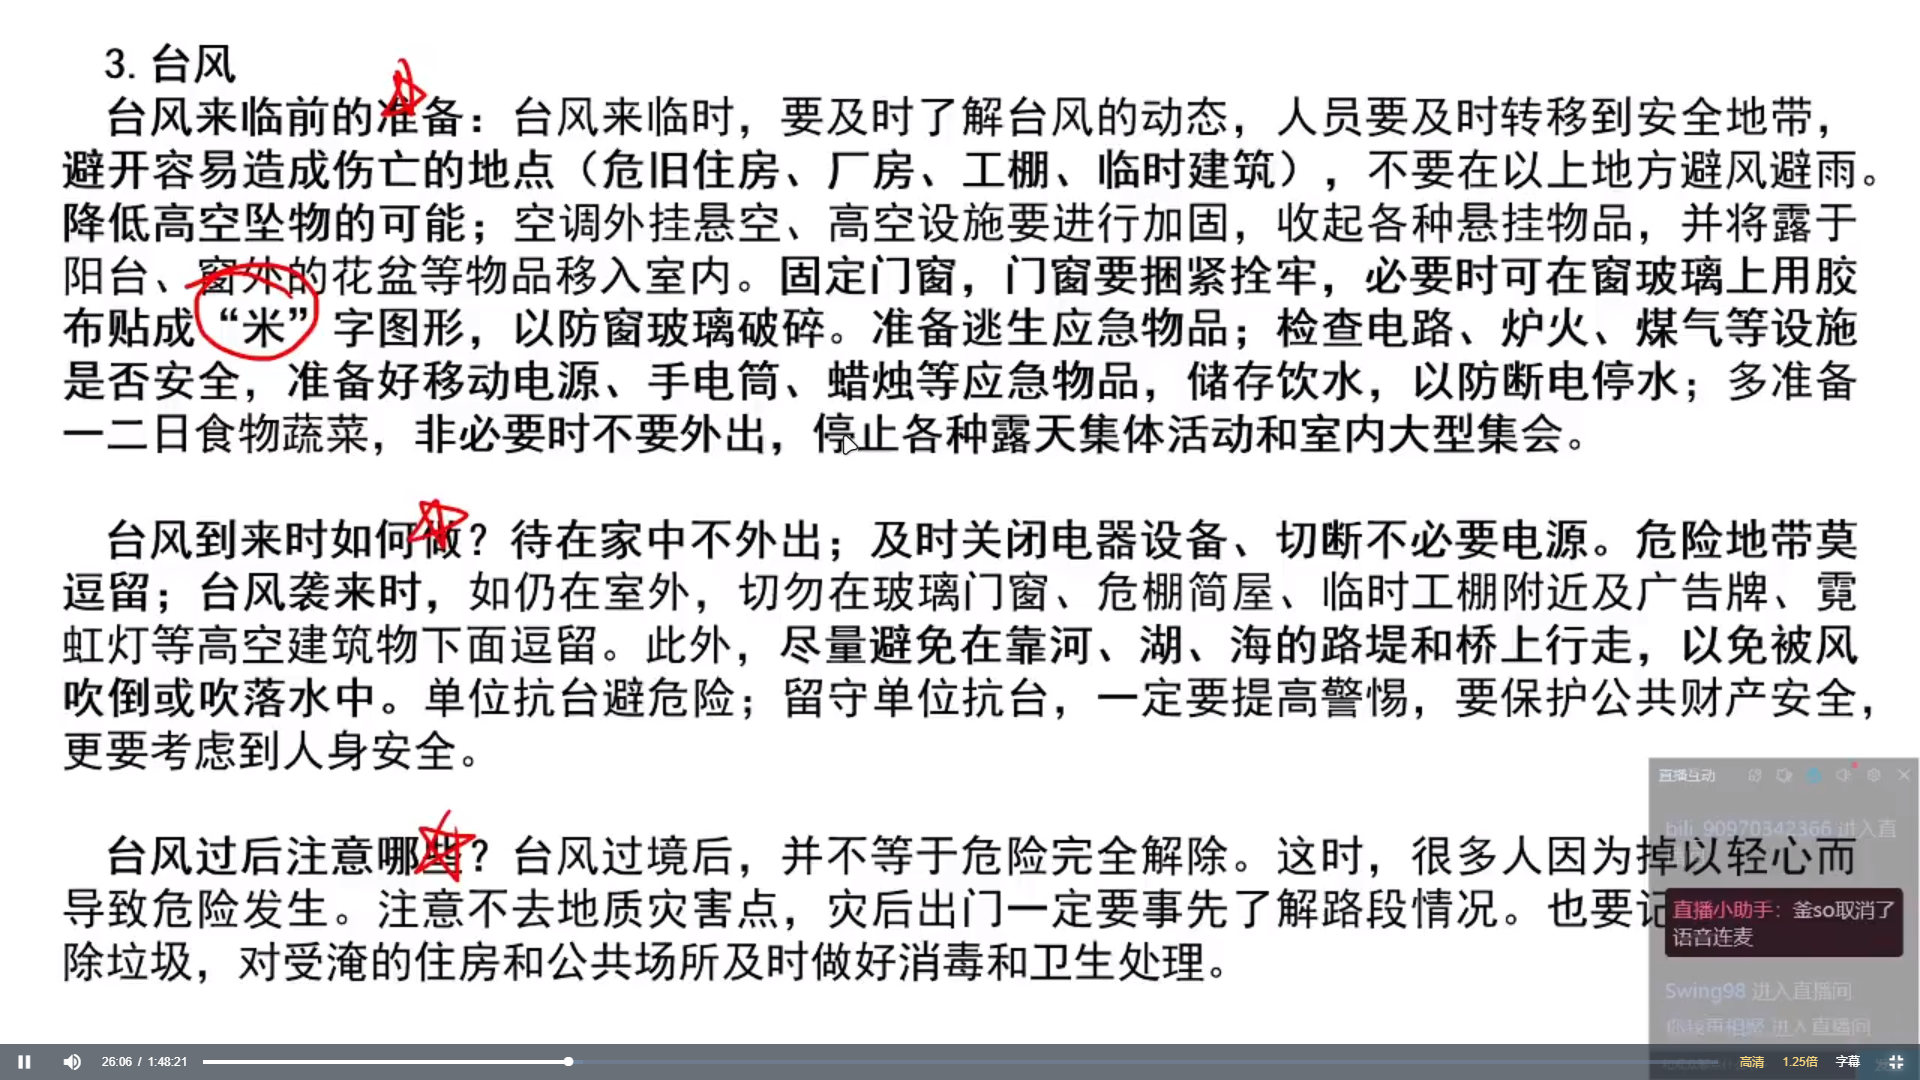 3. 台风
台风来临前的准备：台风来临时，要及时了解台风的动态，人员要及时转移到安全地带，
避开容易造成伤亡的地点（危旧住房、厂房、工棚、临时建筑），不要在以上地方避风避雨。
降低高空坠物的可能；空调外挂悬空、高空设施要进行加固，收起各种悬挂物品，并将露于
阳台、窗外的花盆等物品移入室内。固定门窗，门窗要捆紧拴牢，必要时可在窗玻璃上用胶
布贴成“米”字图形，以防窗玻璃破碎。准备逃生应急物品；检查电路、炉火、煤气等设施
是否安全，准备好移动电源、手电筒、蜡烛等应急物品，储存饮水，以防断电停水；多准备
一二日食物蔬菜，非必要时不要外出，停止各种露天集体活动和室内大型集会。
台风到来时如何做？待在家中不外出；及时关闭电器设备、切断不必要电源。危险地带莫
逗留；台风袭来时，如仍在室外，切勿在玻璃门窗、危棚简屋、临时工棚附近及广告牌、霓
虹灯等高空建筑物下面逗留。此外，尽量避免在靠河、湖、海的路堤和桥上行走，以免被风
吹倒或吹落水中。单位抗台避危险；留守单位抗台，一定要提高警惕，要保护公共财产安全，
更要考虑到人身安全。
台风过后注意哪些？台风过境后，并不等于危险完全解除。这时，很多人因为掉以轻心而
导致危险发生。注意不去地质灾害点，灾后出门一定要事先了解路段情况。也要记
除垃圾，对受淹的住房和公共场所及时做好消毒和卫生处理。
直播互动
bili_90970342366 进入直
直播小助手：釜so取消了
语音连麦
Swing98 进入直播间
进入直播间
26:06 / 1:48:21
高清 1.25倍 字幕